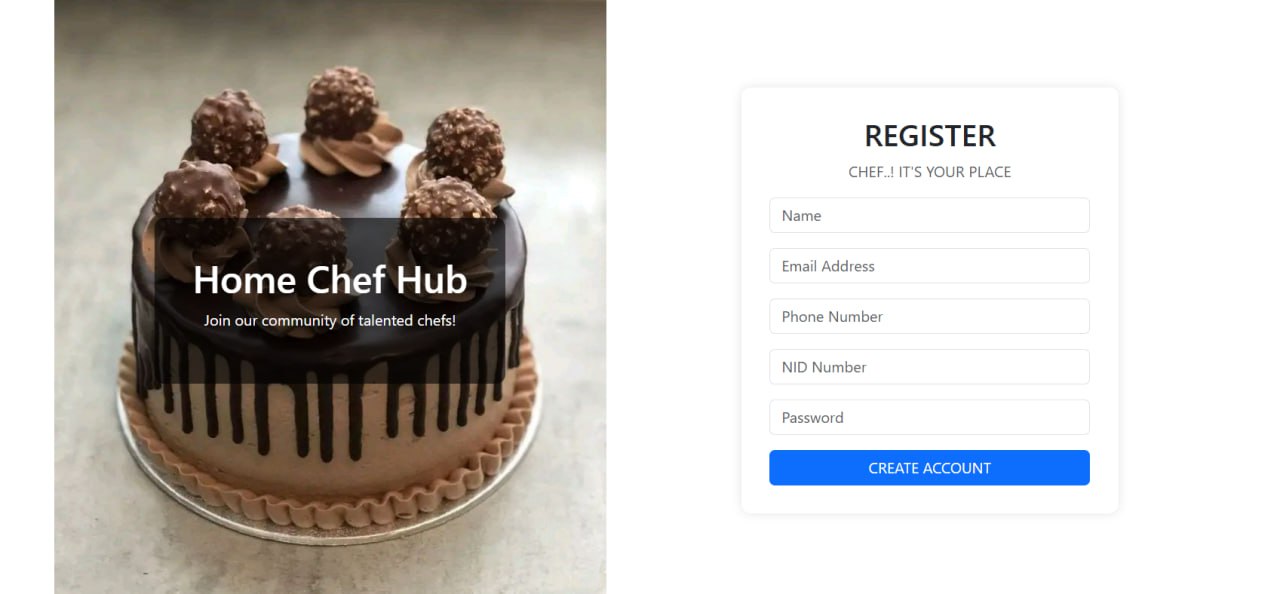 Home Chef Hub
Join our community of talented chefs!
REGISTER
CHEF..! IT'S YOUR PLACE
Name
Email Address
Phone Number
NID Number
Password
CREATE ACCOUNT